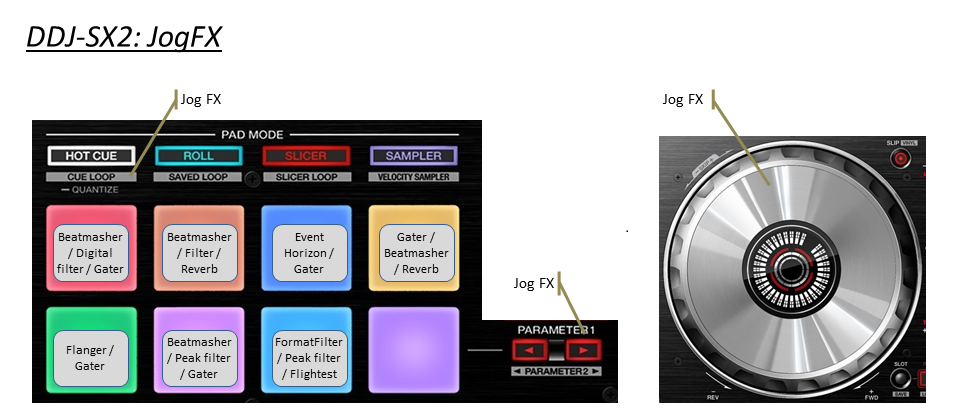 DDJ-SX2: JogFX
Jog FX
Jog FX
PAD MODE
HOT CUE
ROLL
SLICER
SAMPLER
CUE LOOP
SAVED LOOP
SLICER LOOP
VELOCITY SAMPLER
— QUANTIZE
Beatmasher
/ Digital
filter / Gater
Beatmasher
/ Filter /
Reverb
Event
Horizon /
Gater
Gater /
Beatmasher
/ Reverb
Flanger /
Gater
Beatmasher
/ Peak filter
/ Gater
FormatFilter
/ Peak filter
/ Flightest
Jog FX
PARAMETER1
◄ PARAMETER2 ►
SLIP VINYL
SLOT
SAVE
– REV
+ FWD